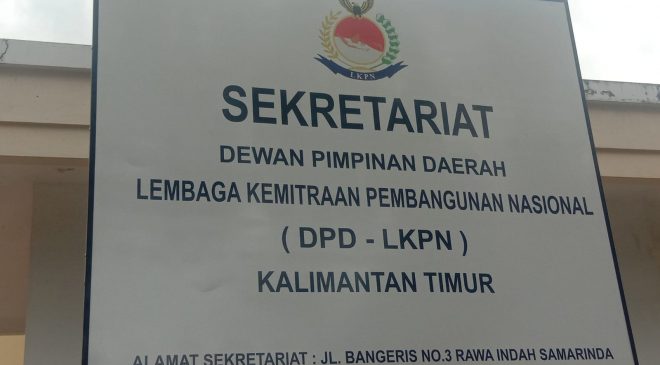 LKPN
SEKRETARIAT
DEWAN PIMPINAN DAERAH
LEMBAGA KEMITRAAN PEMBANGUNAN NASIONAL
( DPD - LKPN )
KALIMANTAN TIMUR
ALAMAT SEKRETARIAT : JL. BANGERIS NO.3 RAWA INDAH SAMARINDA